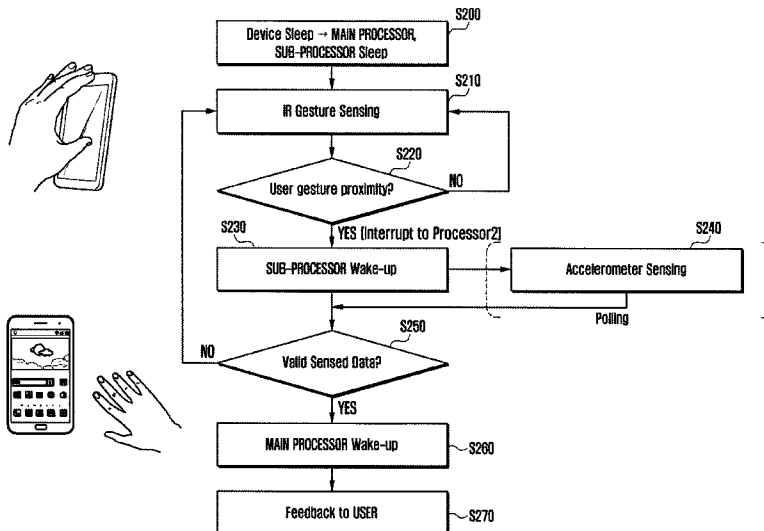 S200
Device Sleep → MAIN PROCESSOR,
SUB-PROCESSOR Sleep
S210
IR Gesture Sensing
S220
User gesture proximity?
NO
YES (Interrupt to Processor2)
S230
SUB-PROCESSOR Wake-up
S240
Accelerometer Sensing
Polling
S250
Valid Sensed Data?
NO
YES
MAIN PROCESSOR Wake-up
S260
Feedback to USER
S270